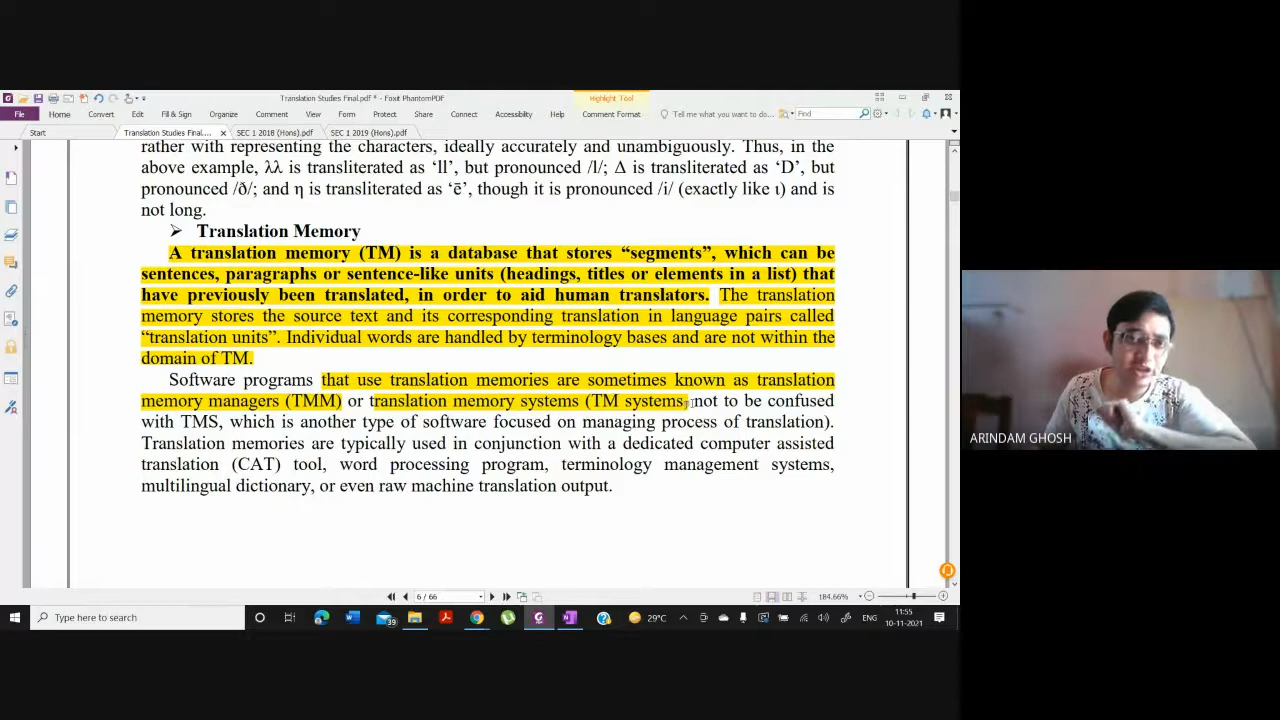 Translation Studies Final.pdf * - Foxit PhantomPDF
Highlight Tool
File Home Convert Edit Fill & Sign Organize Comment View Form Protect Share Connect Accessibility Help Comment Format Tell me what you want to do... Find
Start Translation Studies Final.... SEC 1 2018 (Hons).pdf SEC 1 2019 (Hons).pdf
rather with representing the characters, ideally accurately and unambiguously. Thus, in the
above example, λλ is transliterated as ‘ll’, but pronounced /l/; Δ is transliterated as ‘D’, but
pronounced /ð/; and η is transliterated as ‘ē’, though it is pronounced /i/ (exactly like ι) and is
not long.
➢ Translation Memory
A translation memory (TM) is a database that stores “segments”, which can be
sentences, paragraphs or sentence-like units (headings, titles or elements in a list) that
have previously been translated, in order to aid human translators. The translation
memory stores the source text and its corresponding translation in language pairs called
“translation units”. Individual words are handled by terminology bases and are not within the
domain of TM.
Software programs that use translation memories are sometimes known as translation
memory managers (TMM) or translation memory systems (TM systems, not to be confused
with TMS, which is another type of software focused on managing process of translation).
Translation memories are typically used in conjunction with a dedicated computer assisted
translation (CAT) tool, word processing program, terminology management systems,
multilingual dictionary, or even raw machine translation output.
ARINDAM GHOSH
6 / 66
184.66%
Type here to search
39
29°C
ENG
11:55
10-11-2021